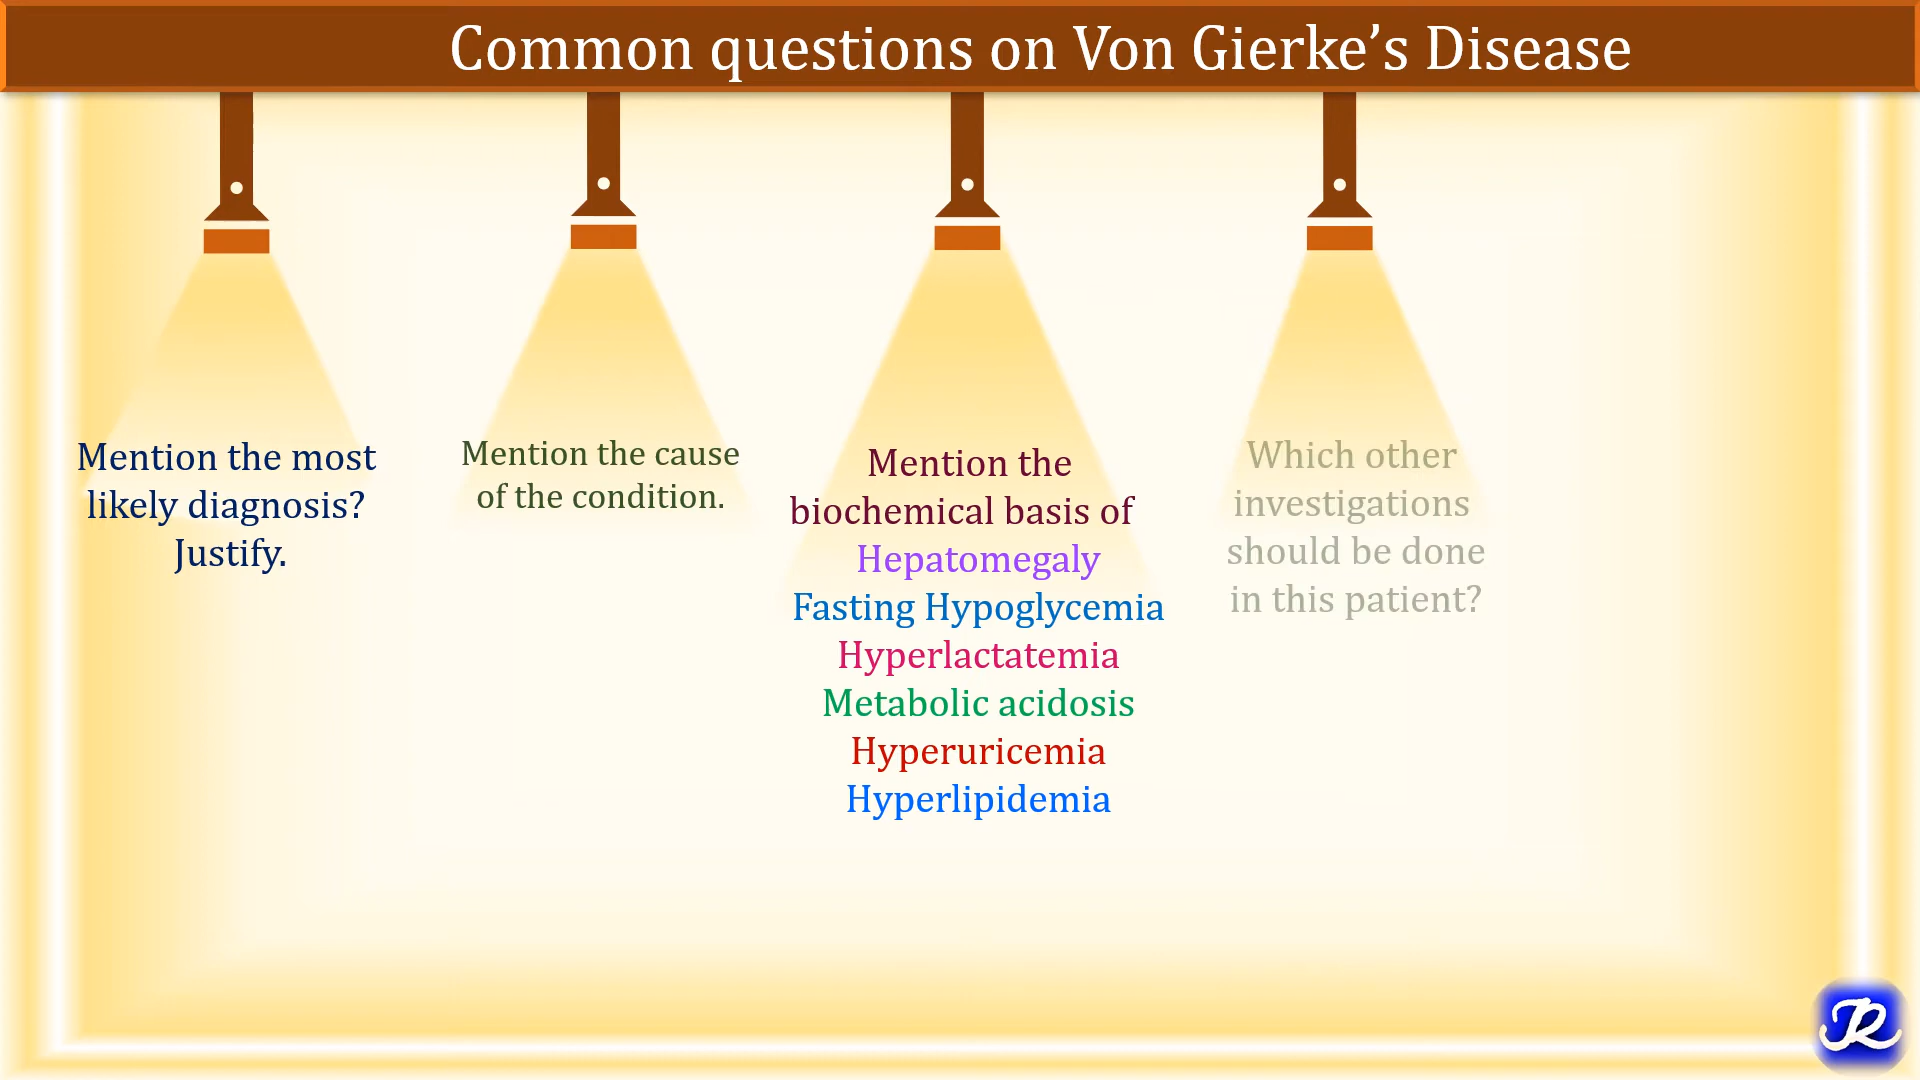 Common questions on Von Gierke’s Disease
Mention the most
likely diagnosis?
Justify.
Mention the cause
of the condition.
Mention the
biochemical basis of
Hepatomegaly
Fasting Hypoglycemia
Hyperlactatemia
Metabolic acidosis
Hyperuricemia
Hyperlipidemia
Which other
investigations
should be done
in this patient?
JR